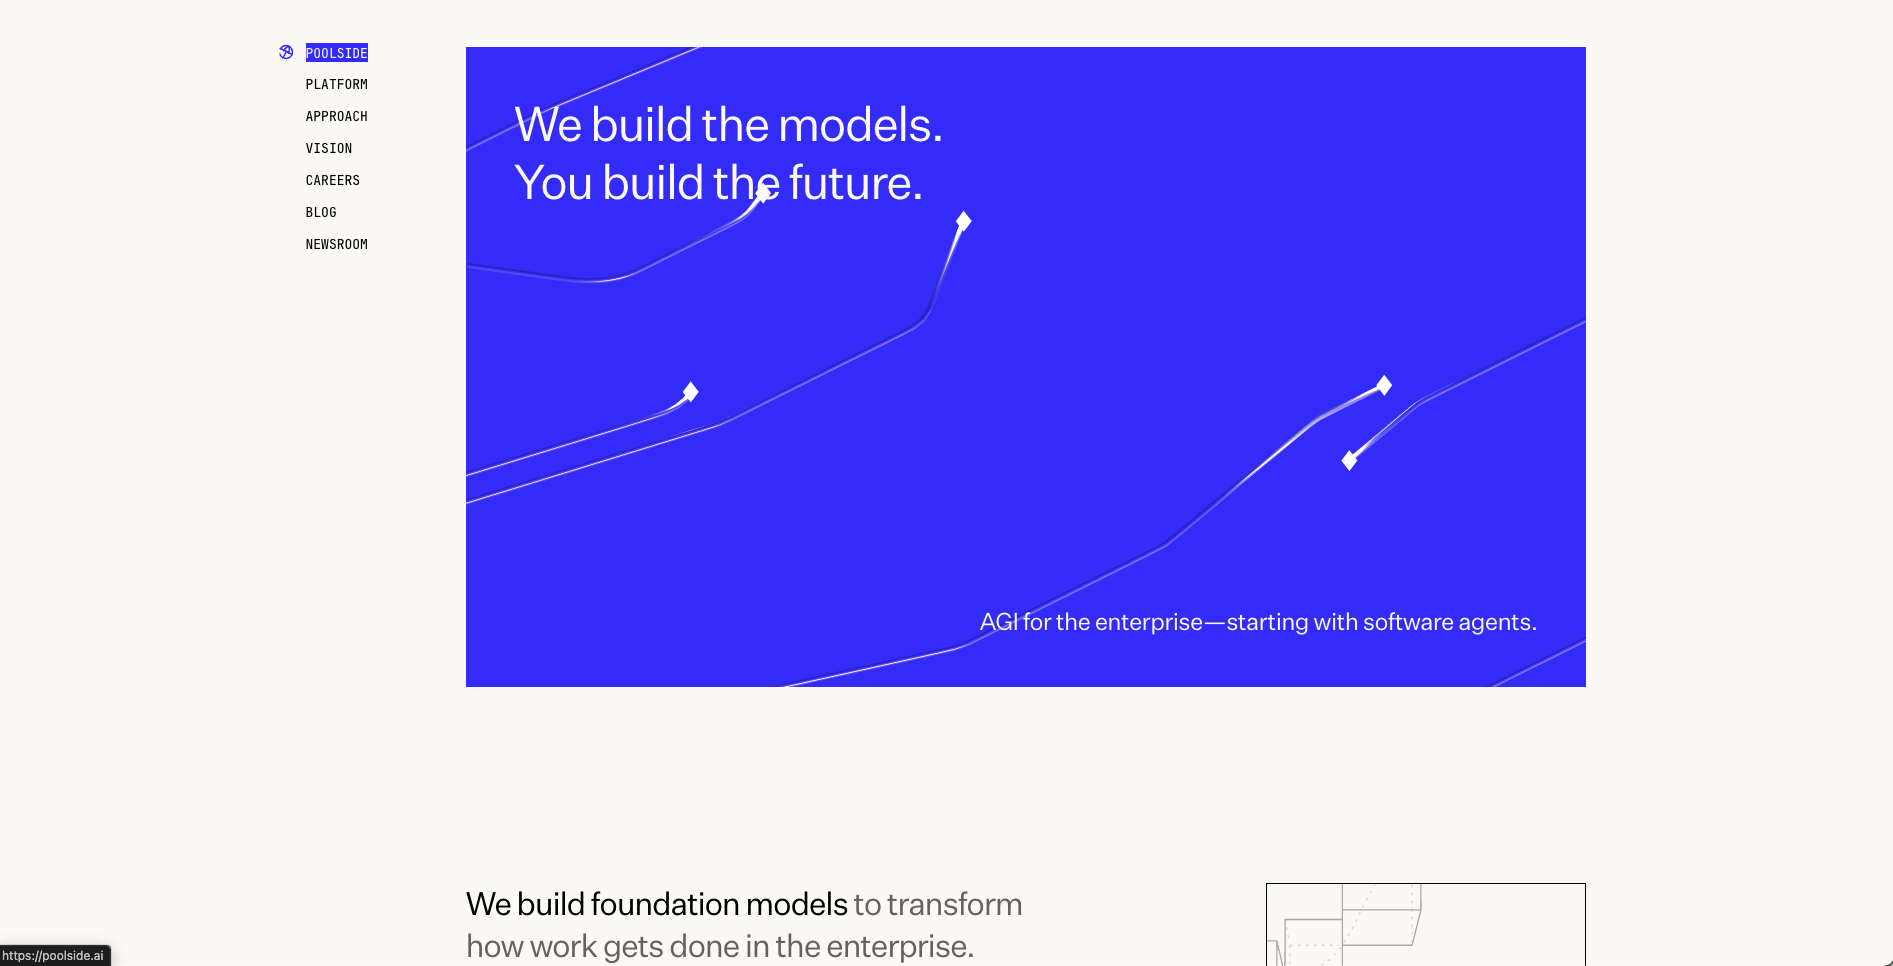 POOLSIDE
PLATFORM
APPROACH
VISION
CAREERS
BLOG
NEWSROOM
We build the models.
You build the future.
AGI for the enterprise—starting with software agents.
We build foundation models to transform
how work gets done in the enterprise.
https://poolside.ai